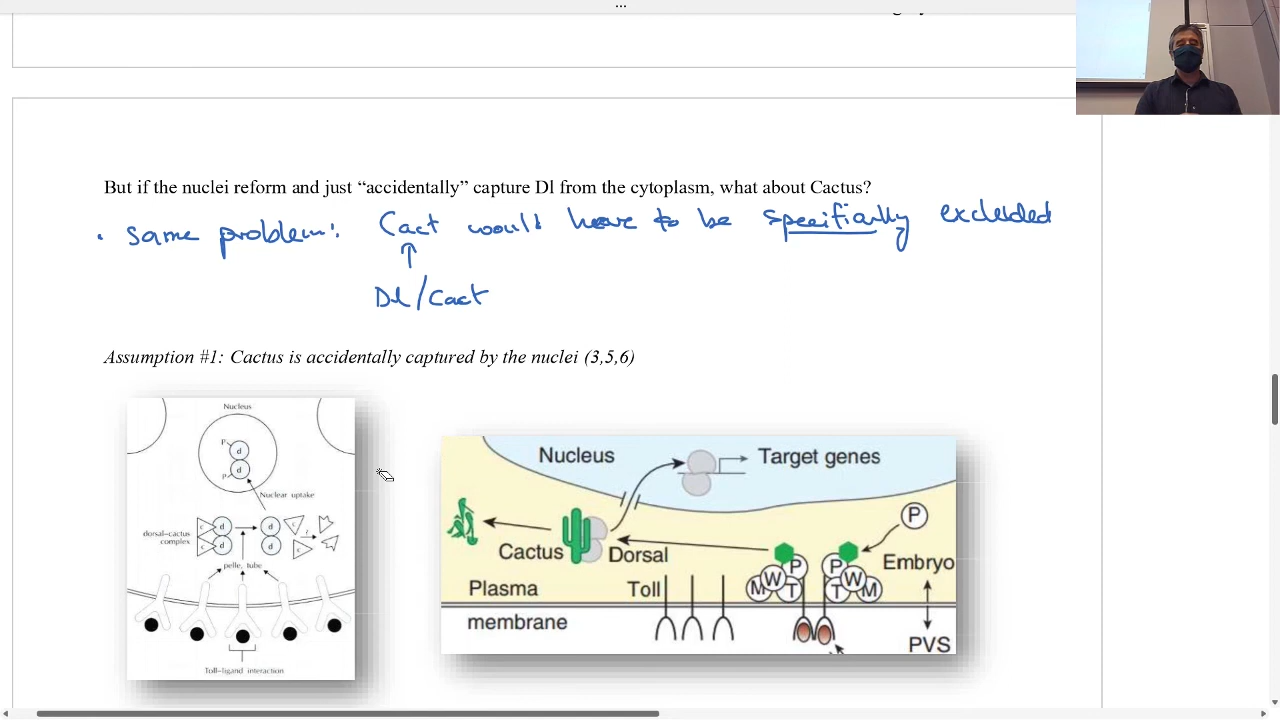 ...
But if the nuclei reform and just “accidentally” capture Dl from the cytoplasm, what about Cactus?
• same problem: Cact would have to be specifially excluded
↑
Dl/Cact
Assumption #1: Cactus is accidentally captured by the nuclei (3,5,6)
Nucleus
P
d
d
P
Nuclear uptake
dorsal-cactus
complex
c d d c
c d d c
pelle, tube
Toll-ligand interaction
Nucleus
Target genes
P
Cactus
Dorsal
Embryo
Plasma
membrane
Toll
M W T P
P T W M
PVS